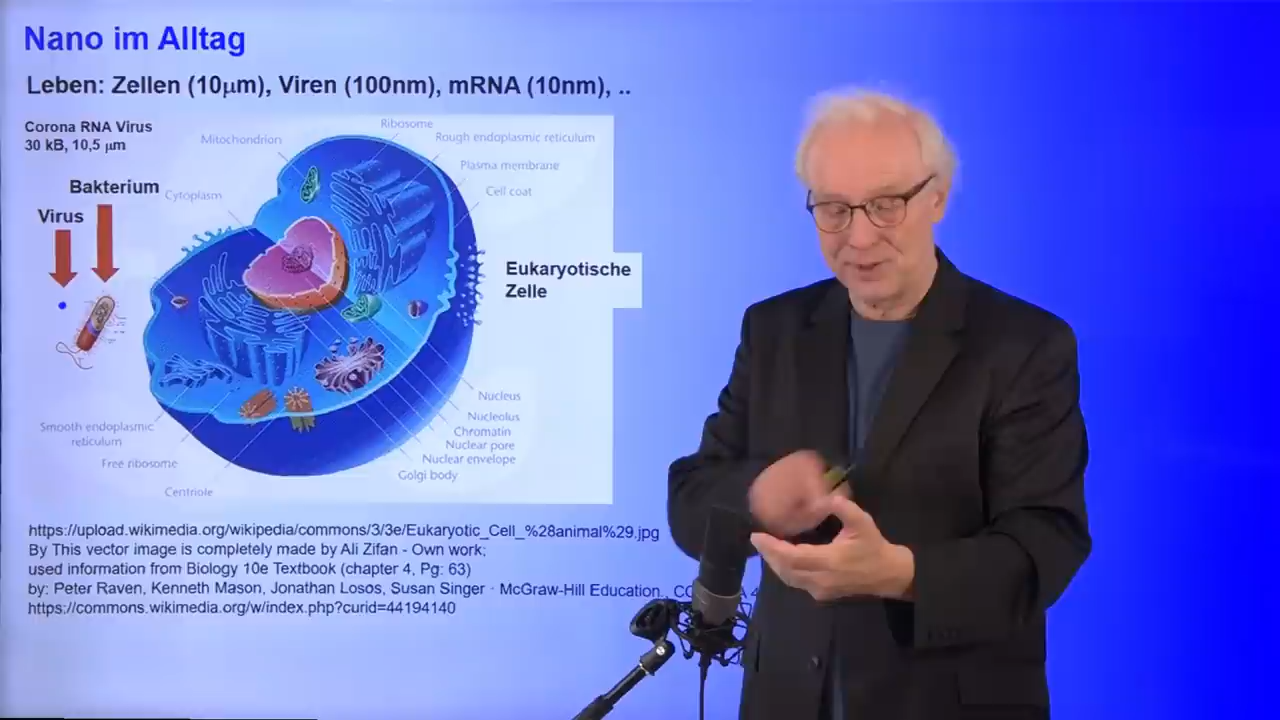 Nano im Alltag
Leben: Zellen (10µm), Viren (100nm), mRNA (10nm), ..
Corona RNA Virus
30 kB, 10,5 µm
Bakterium
Virus
Mitochondrion
Cytoplasm
Ribosome
Rough endoplasmic reticulum
Plasma membrane
Cell coat
Eukaryotische
Zelle
Nucleus
Nucleolus
Chromatin
Nuclear pore
Nuclear envelope
Golgi body
Smooth endoplasmic
reticulum
Free ribosome
Centriole
https://upload.wikimedia.org/wikipedia/commons/3/3e/Eukaryotic_Cell_%28animal%29.jpg
By This vector image is completely made by Ali Zifan - Own work;
used information from Biology 10e Textbook (chapter 4, Pg: 63)
by: Peter Raven, Kenneth Mason, Jonathan Losos, Susan Singer · McGraw-Hill Education.,
https://commons.wikimedia.org/w/index.php?curid=44194140